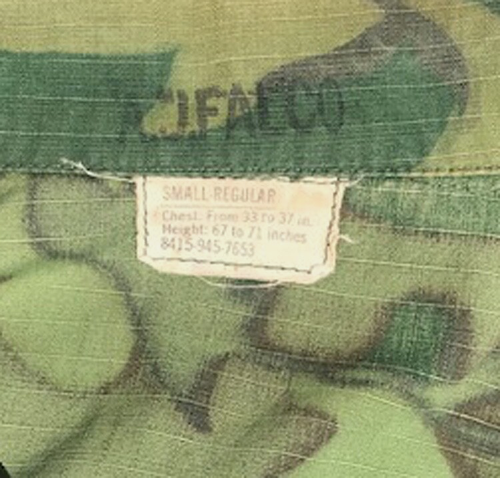 FALCO
SMALL-REGULAR
Chest: From 33 to 37 in.
Height: 67 to 71 inches
8415-945-7653